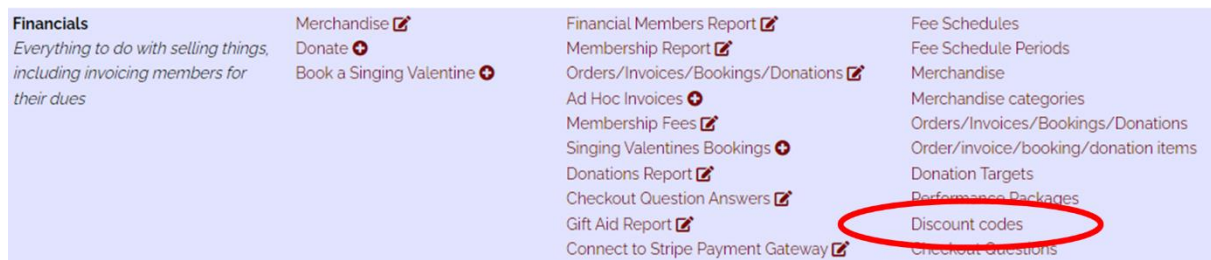 Financials
Everything to do with selling things,
including invoicing members for
their dues
Merchandise
Donate
Book a Singing Valentine
Financial Members Report
Membership Report
Orders/Invoices/Bookings/Donations
Ad Hoc Invoices
Membership Fees
Singing Valentines Bookings
Donations Report
Checkout Question Answers
Gift Aid Report
Connect to Stripe Payment Gateway
Fee Schedules
Fee Schedule Periods
Merchandise
Merchandise categories
Orders/Invoices/Bookings/Donations
Order/invoice/booking/donation items
Donation Targets
Performance Packages
Discount codes
Checkout Questions